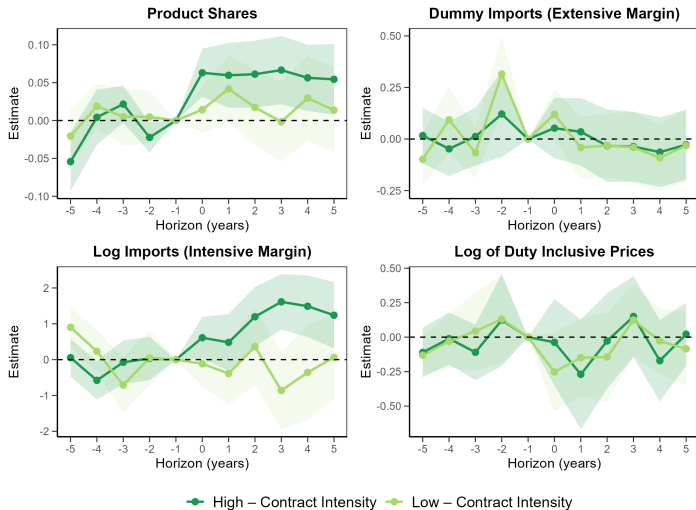 Product Shares
Estimate
0.10
0.05
0.00
-0.05
-0.10
-5 -4 -3 -2 -1 0 1 2 3 4 5
Horizon (years)
Dummy Imports (Extensive Margin)
Estimate
0.50
0.25
0.00
-0.25
-5 -4 -3 -2 -1 0 1 2 3 4 5
Horizon (years)
Log Imports (Intensive Margin)
Estimate
2
1
0
-1
-2
-5 -4 -3 -2 -1 0 1 2 3 4 5
Horizon (years)
Log of Duty Inclusive Prices
Estimate
0.50
0.25
0.00
-0.25
-0.50
-5 -4 -3 -2 -1 0 1 2 3 4 5
Horizon (years)
High – Contract Intensity Low – Contract Intensity